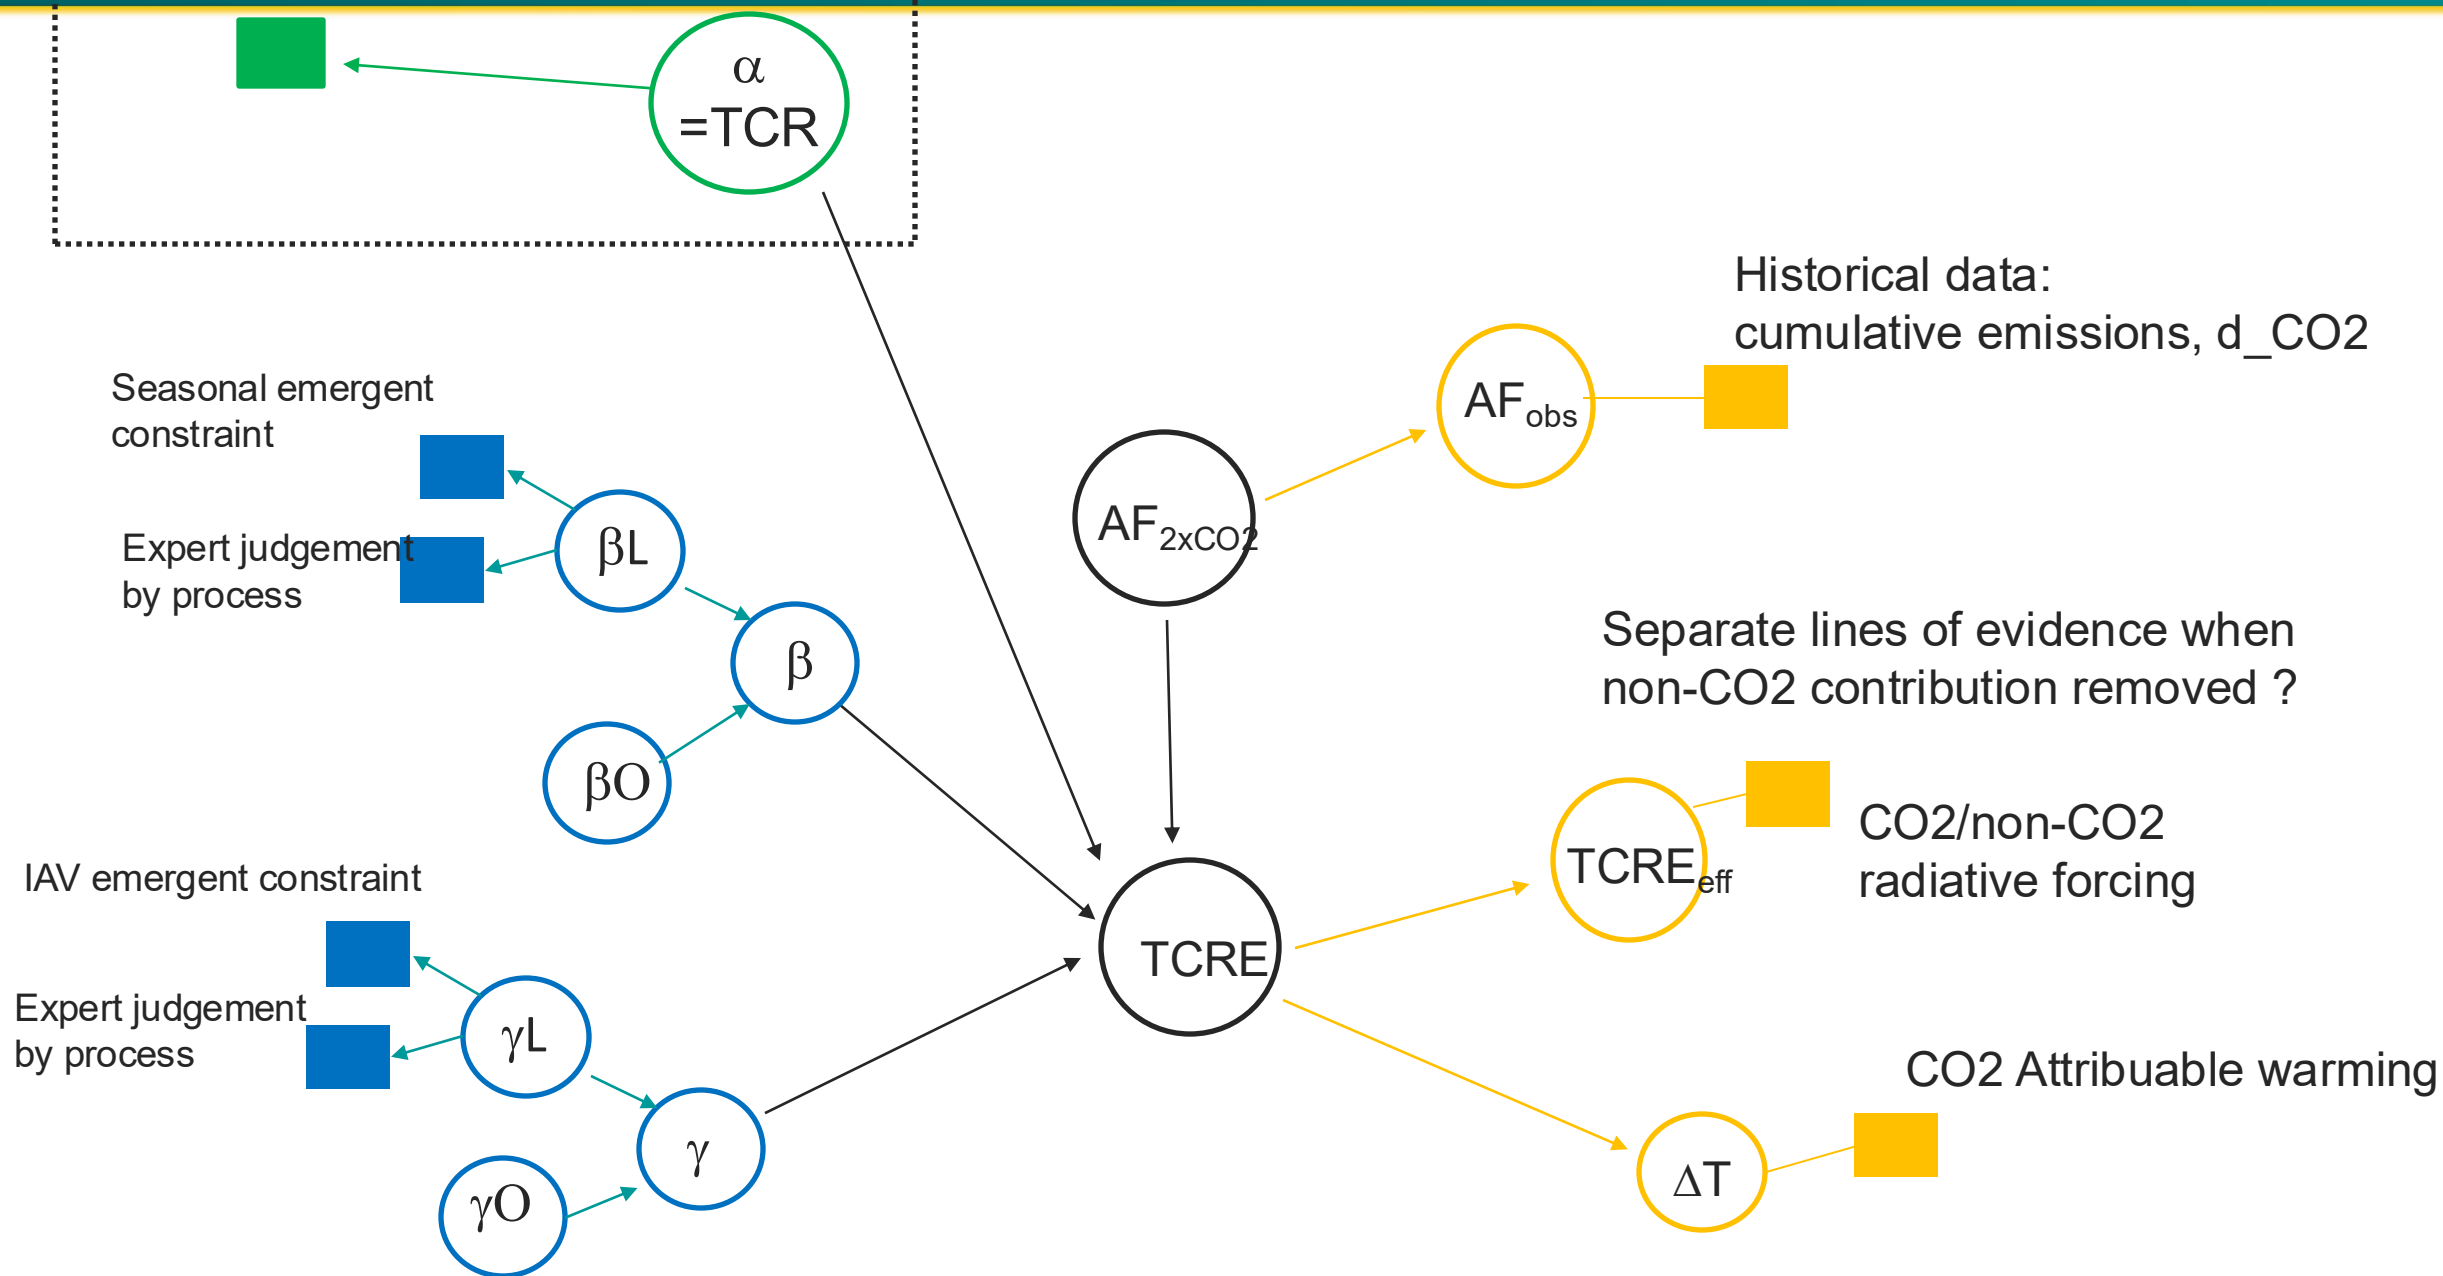 α
=TCR
Historical data:
cumulative emissions, d_CO2
Seasonal emergent
constraint
AFobs
AF2xCO2
Expert judgement
by process
βL
β
Separate lines of evidence when
non-CO2 contribution removed ?
βO
CO2/non-CO2
radiative forcing
TCREeff
IAV emergent constraint
TCRE
Expert judgement
by process
γL
CO2 Attribuable warming
γ
ΔT
γO